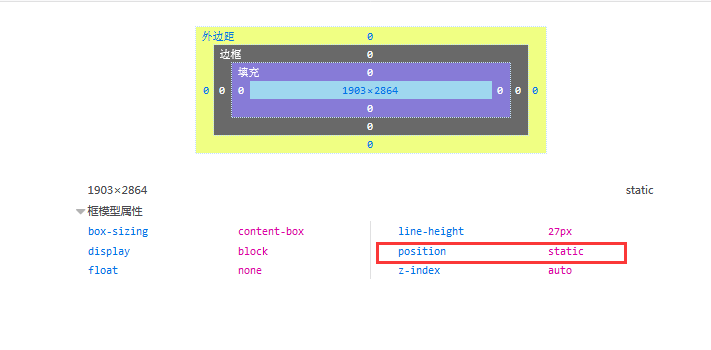 外边距 0
边框 0
填充 0
0 0 0 1903×2864 0 0 0
0
0
0
1903×2864 static
框模型属性
box-sizing content-box line-height 27px
display block position static
float none z-index auto